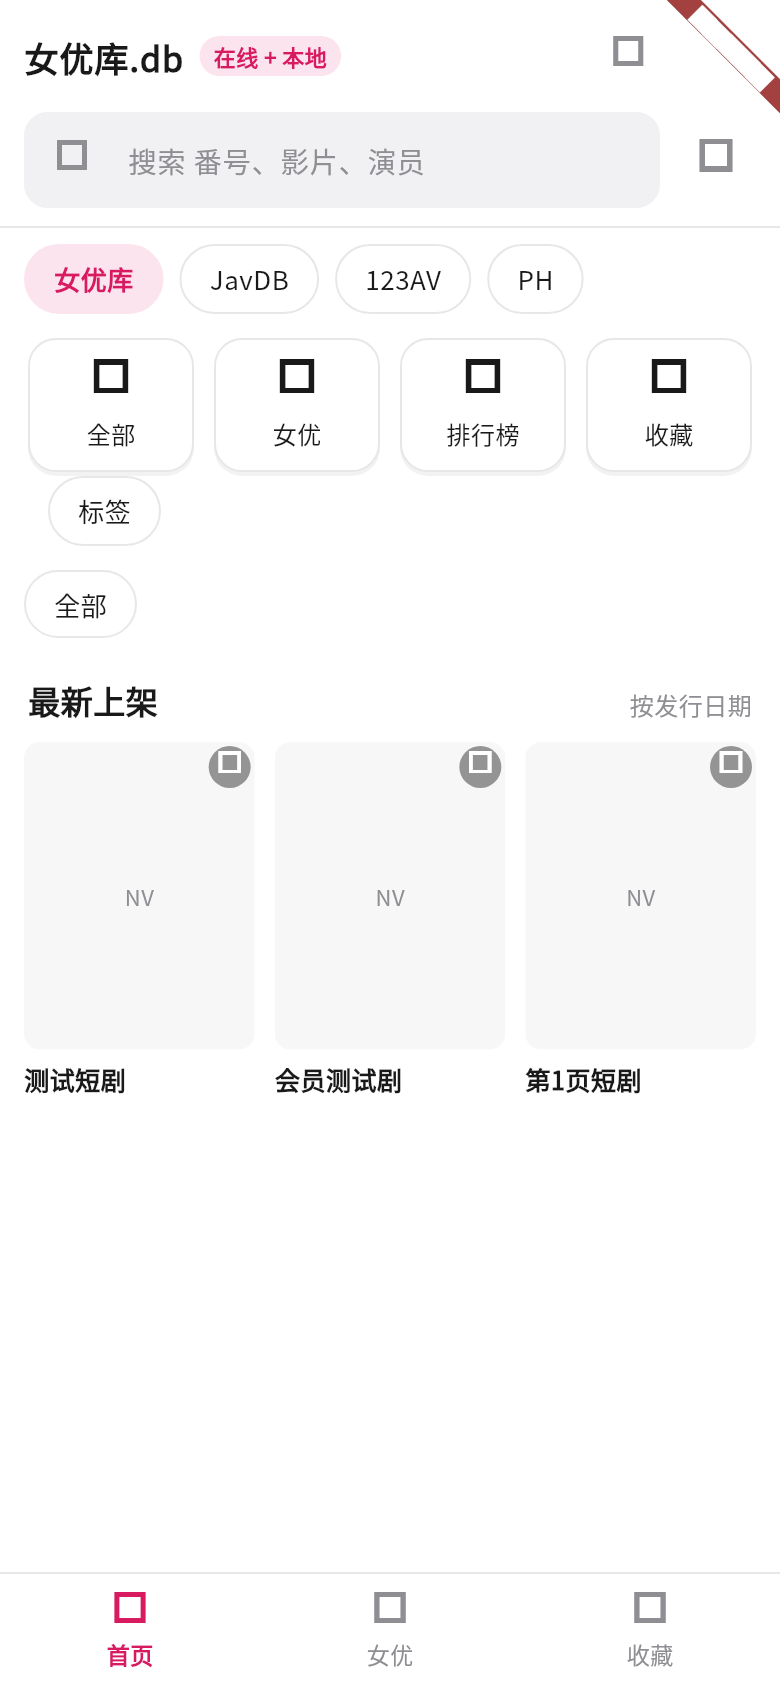 女优库.db
在线 + 本地
搜索 番号、影片、演员
女优库 JavDB 123AV PH
全部 女优 排行榜 收藏
标签
全部
最新上架 按发行日期
NV NV NV
测试短剧 会员测试剧 第1页短剧
首页 女优 收藏